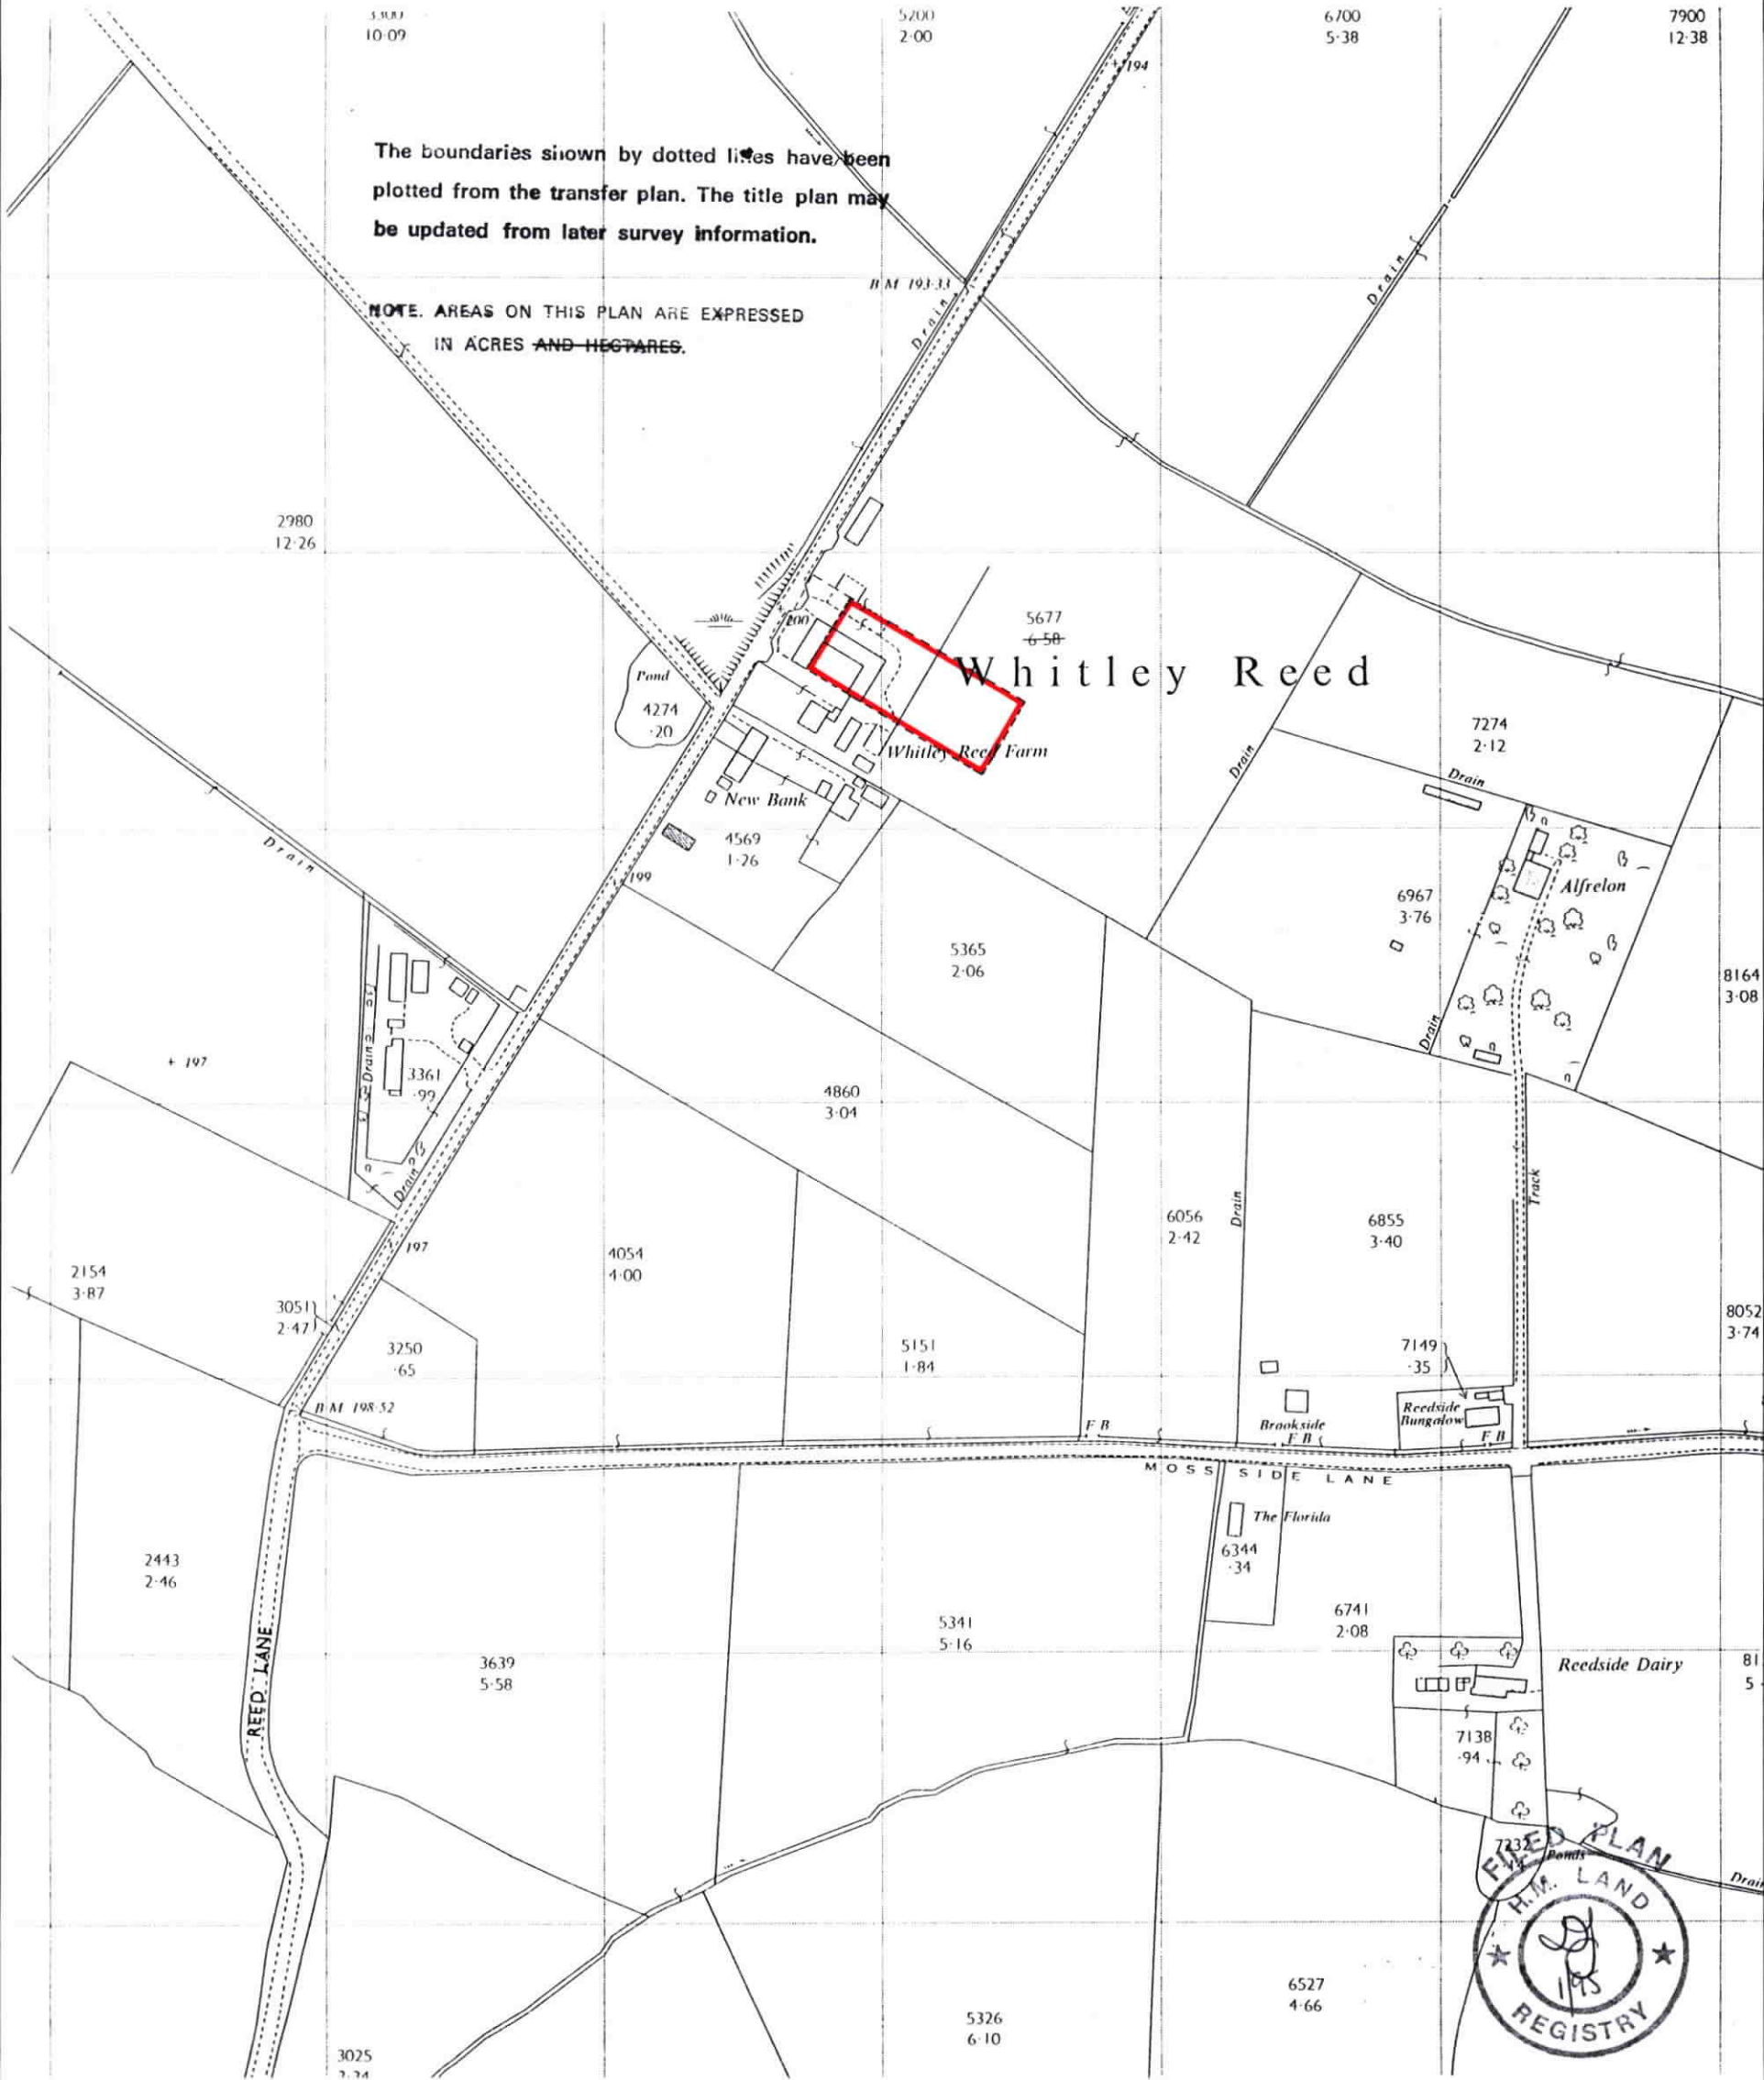 3300
10·09
5200
2·00
6700
5·38
7900
12·38
194
The boundaries shown by dotted lines have been
plotted from the transfer plan. The title plan may
be updated from later survey information.
B M 193·33
Drain
Drain
NOTE. AREAS ON THIS PLAN ARE EXPRESSED
IN ACRES AND HECTARES.
2980
12·26
200
5677
6·58
Whitley Reed
Pond
4274
·20
7274
2·12
Whitley Reed Farm
Drain
Drain
New Bank
4569
1·26
Drain
199
Alfrelon
6967
3·76
5365
2·06
8164
3·08
Drain
+ 197
Drain
3361
·99
4860
3·04
Drain
Track
6056
2·42
Drain
6855
3·40
197
4054
4·00
2154
3·87
3051
2·47
3250
·65
5151
1·84
7149
·35
8052
3·74
B M 198·52
Reedside
Bungalow
F B
Brookside
F B
F B
MOSS SIDE LANE
The Florida
6344
·34
2443
2·46
5341
5·16
6741
2·08
3639
5·58
REED LANE
Reedside Dairy
81
5
7138
·94
7232
Ponds
FILED PLAN
H.M. LAND
REGISTRY
Drain
6527
4·66
5326
6·10
3025
2·34